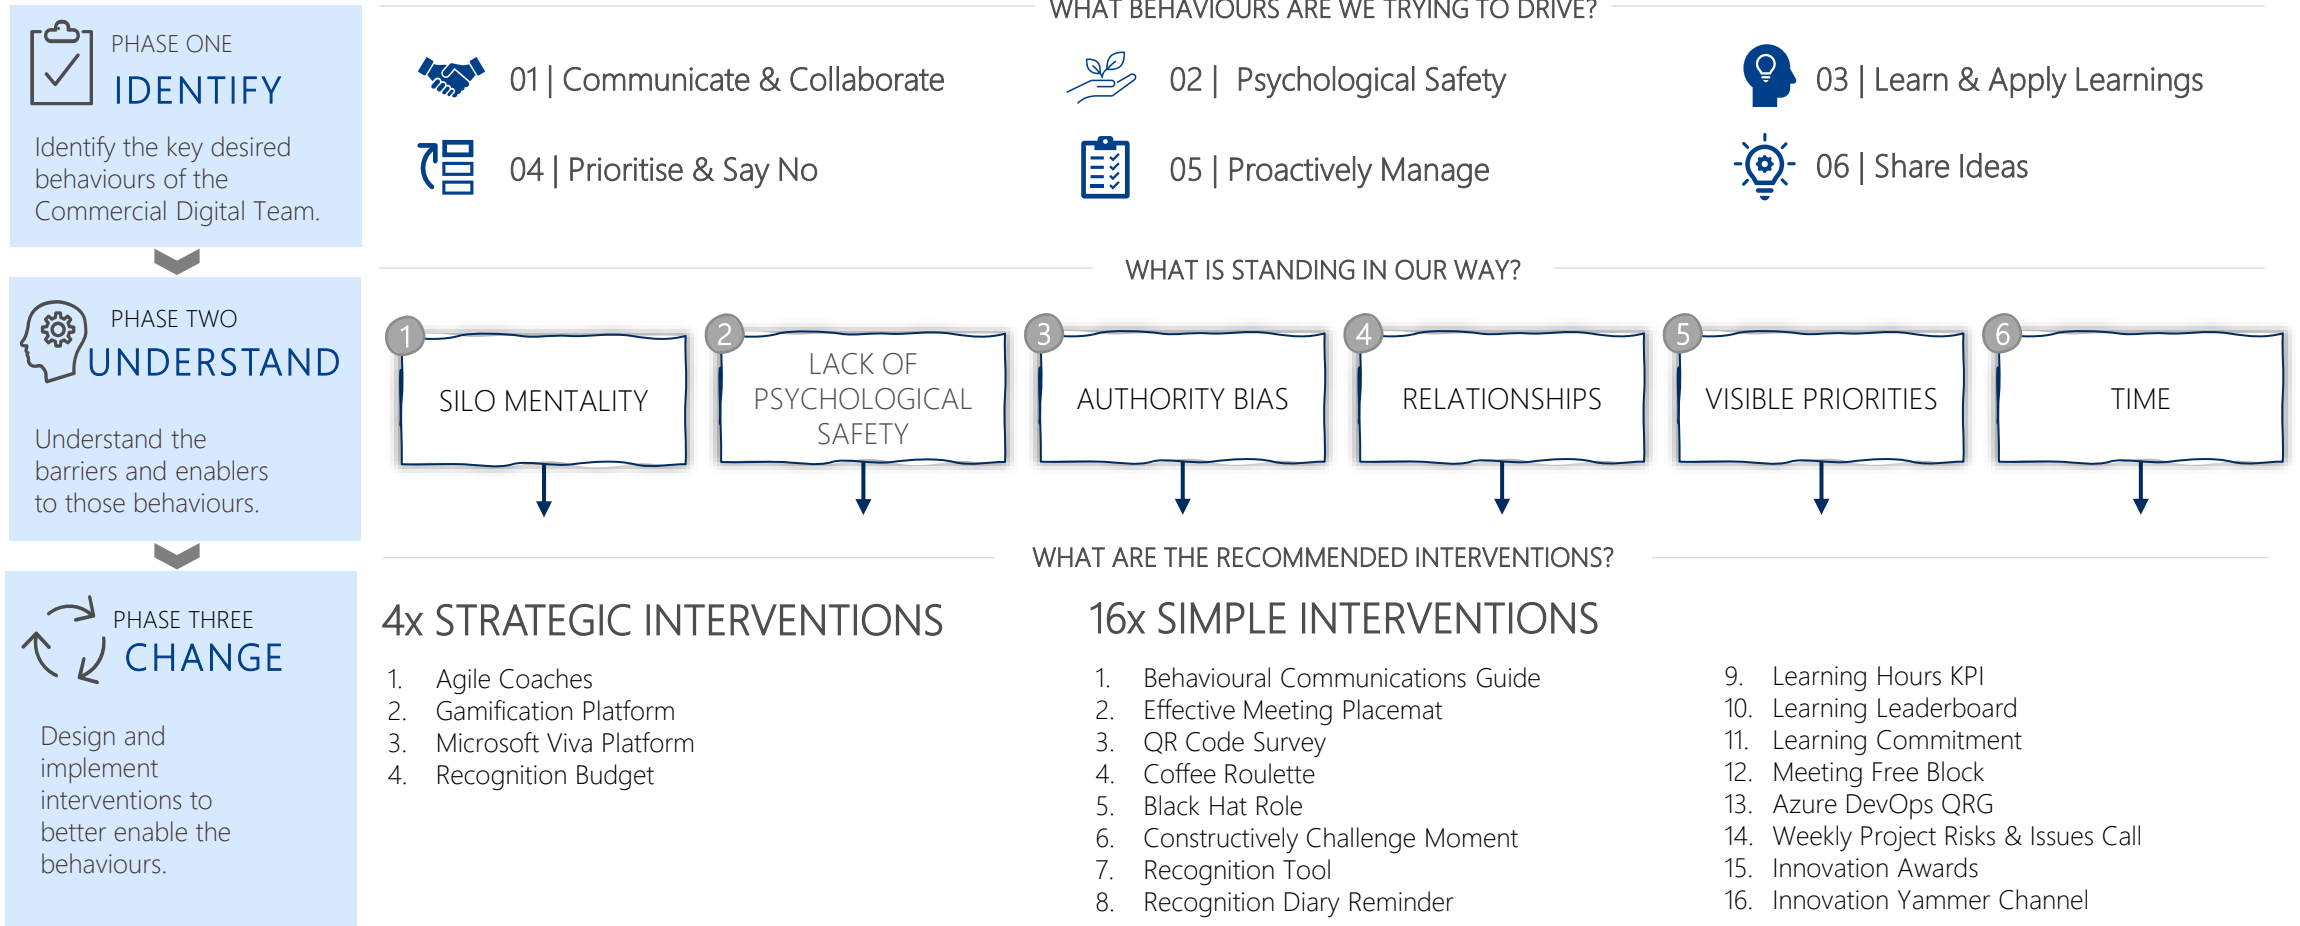 PHASE ONE
IDENTIFY
Identify the key desired
behaviours of the
Commercial Digital Team.
WHAT BEHAVIOURS ARE WE TRYING TO DRIVE?
01 | Communicate & Collaborate
02 | Psychological Safety
03 | Learn & Apply Learnings
04 | Prioritise & Say No
05 | Proactively Manage
06 | Share Ideas
PHASE TWO
UNDERSTAND
Understand the
barriers and enablers
to those behaviours.
WHAT IS STANDING IN OUR WAY?
1
SILO MENTALITY
2
LACK OF
PSYCHOLOGICAL
SAFETY
3
AUTHORITY BIAS
4
RELATIONSHIPS
5
VISIBLE PRIORITIES
6
TIME
PHASE THREE
CHANGE
Design and
implement
interventions to
better enable the
behaviours.
WHAT ARE THE RECOMMENDED INTERVENTIONS?
4x STRATEGIC INTERVENTIONS
1. Agile Coaches
2. Gamification Platform
3. Microsoft Viva Platform
4. Recognition Budget
16x SIMPLE INTERVENTIONS
1. Behavioural Communications Guide
2. Effective Meeting Placemat
3. QR Code Survey
4. Coffee Roulette
5. Black Hat Role
6. Constructively Challenge Moment
7. Recognition Tool
8. Recognition Diary Reminder
9. Learning Hours KPI
10. Learning Leaderboard
11. Learning Commitment
12. Meeting Free Block
13. Azure DevOps QRG
14. Weekly Project Risks & Issues Call
15. Innovation Awards
16. Innovation Yammer Channel